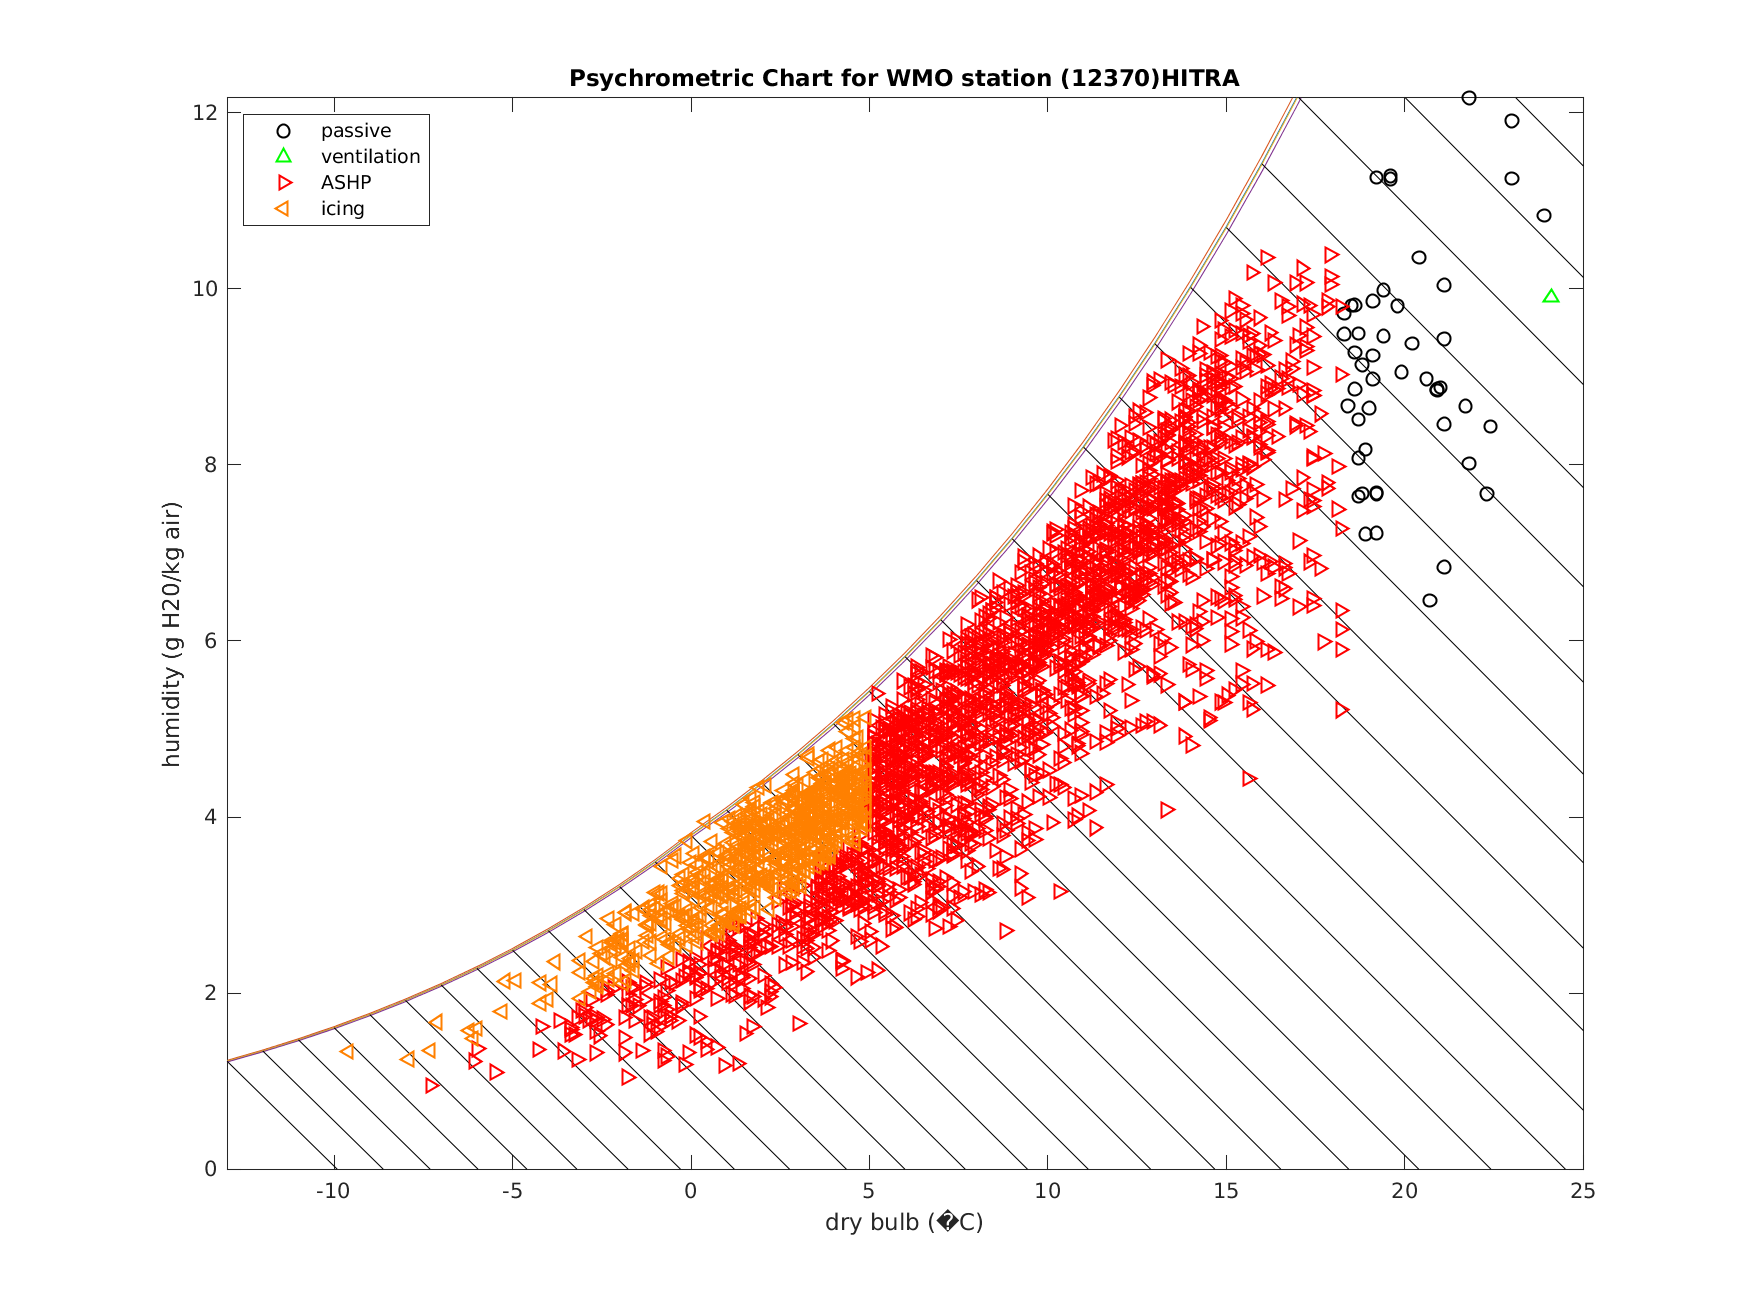 Psychrometric Chart for WMO station (12370)HITRA
passive
ventilation
ASHP
icing
12
10
8
6
4
2
0
humidity (g H20/kg air)
-10 -5 0 5 10 15 20 25
dry bulb (�C)